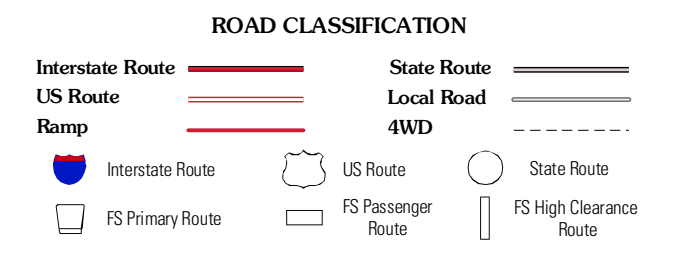 ROAD CLASSIFICATION
Interstate Route
State Route
US Route
Local Road
Ramp
4WD
Interstate Route
US Route
State Route
FS Primary Route
FS Passenger
Route
FS High Clearance
Route